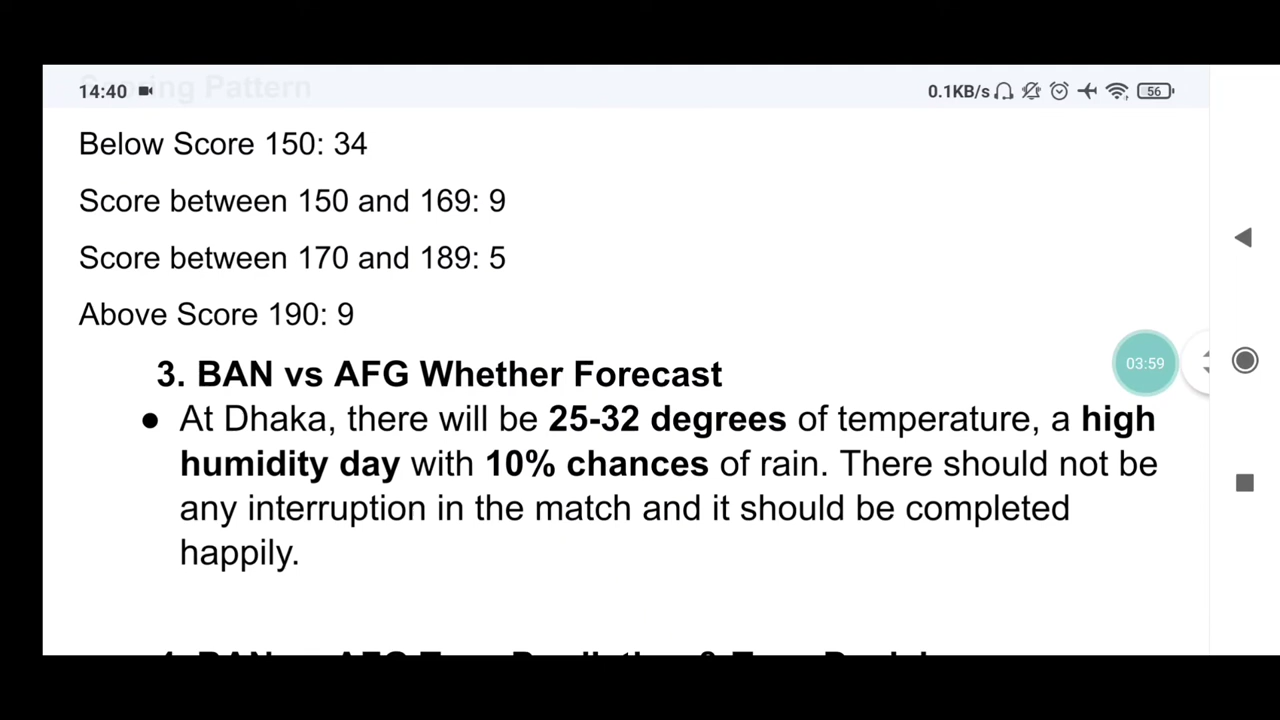 Scoring Pattern
14:40
0.1KB/s
56
Below Score 150: 34
Score between 150 and 169: 9
Score between 170 and 189: 5
Above Score 190: 9
03:59
3. BAN vs AFG Whether Forecast
● At Dhaka, there will be 25-32 degrees of temperature, a high
humidity day with 10% chances of rain. There should not be
any interruption in the match and it should be completed
happily.